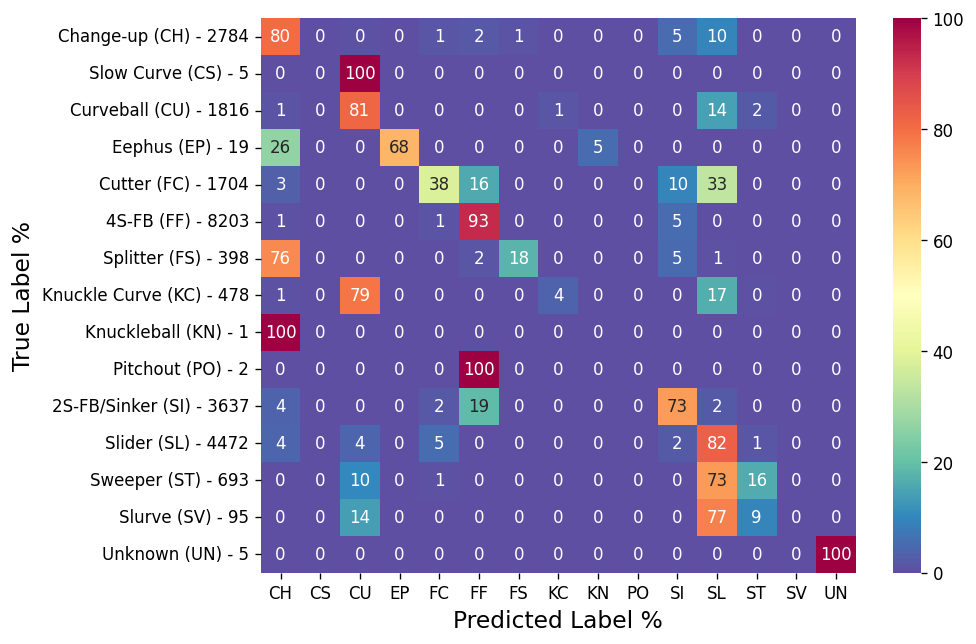 Change-up (CH) - 2784 80 0 0 0 1 2 1 0 0 0 5 10 0 0 0
Slow Curve (CS) - 5 0 0 100 0 0 0 0 0 0 0 0 0 0 0 0
Curveball (CU) - 1816 1 0 81 0 0 0 0 1 0 0 0 14 2 0 0
Eephus (EP) - 19 26 0 0 68 0 0 0 0 5 0 0 0 0 0 0
Cutter (FC) - 1704 3 0 0 0 38 16 0 0 0 0 10 33 0 0 0
4S-FB (FF) - 8203 1 0 0 0 1 93 0 0 0 0 5 0 0 0 0
Splitter (FS) - 398 76 0 0 0 0 2 18 0 0 0 5 1 0 0 0
Knuckle Curve (KC) - 478 1 0 79 0 0 0 0 4 0 0 0 17 0 0 0
Knuckleball (KN) - 1 100 0 0 0 0 0 0 0 0 0 0 0 0 0 0
Pitchout (PO) - 2 0 0 0 0 0 100 0 0 0 0 0 0 0 0 0
2S-FB/Sinker (SI) - 3637 4 0 0 0 2 19 0 0 0 0 73 2 0 0 0
Slider (SL) - 4472 4 0 4 0 5 0 0 0 0 0 2 82 1 0 0
Sweeper (ST) - 693 0 0 10 0 1 0 0 0 0 0 0 73 16 0 0
Slurve (SV) - 95 0 0 14 0 0 0 0 0 0 0 0 77 9 0 0
Unknown (UN) - 5 0 0 0 0 0 0 0 0 0 0 0 0 0 0 100
CH CS CU EP FC FF FS KC KN PO SI SL ST SV UN
Predicted Label %
True Label %
100
80
60
40
20
0